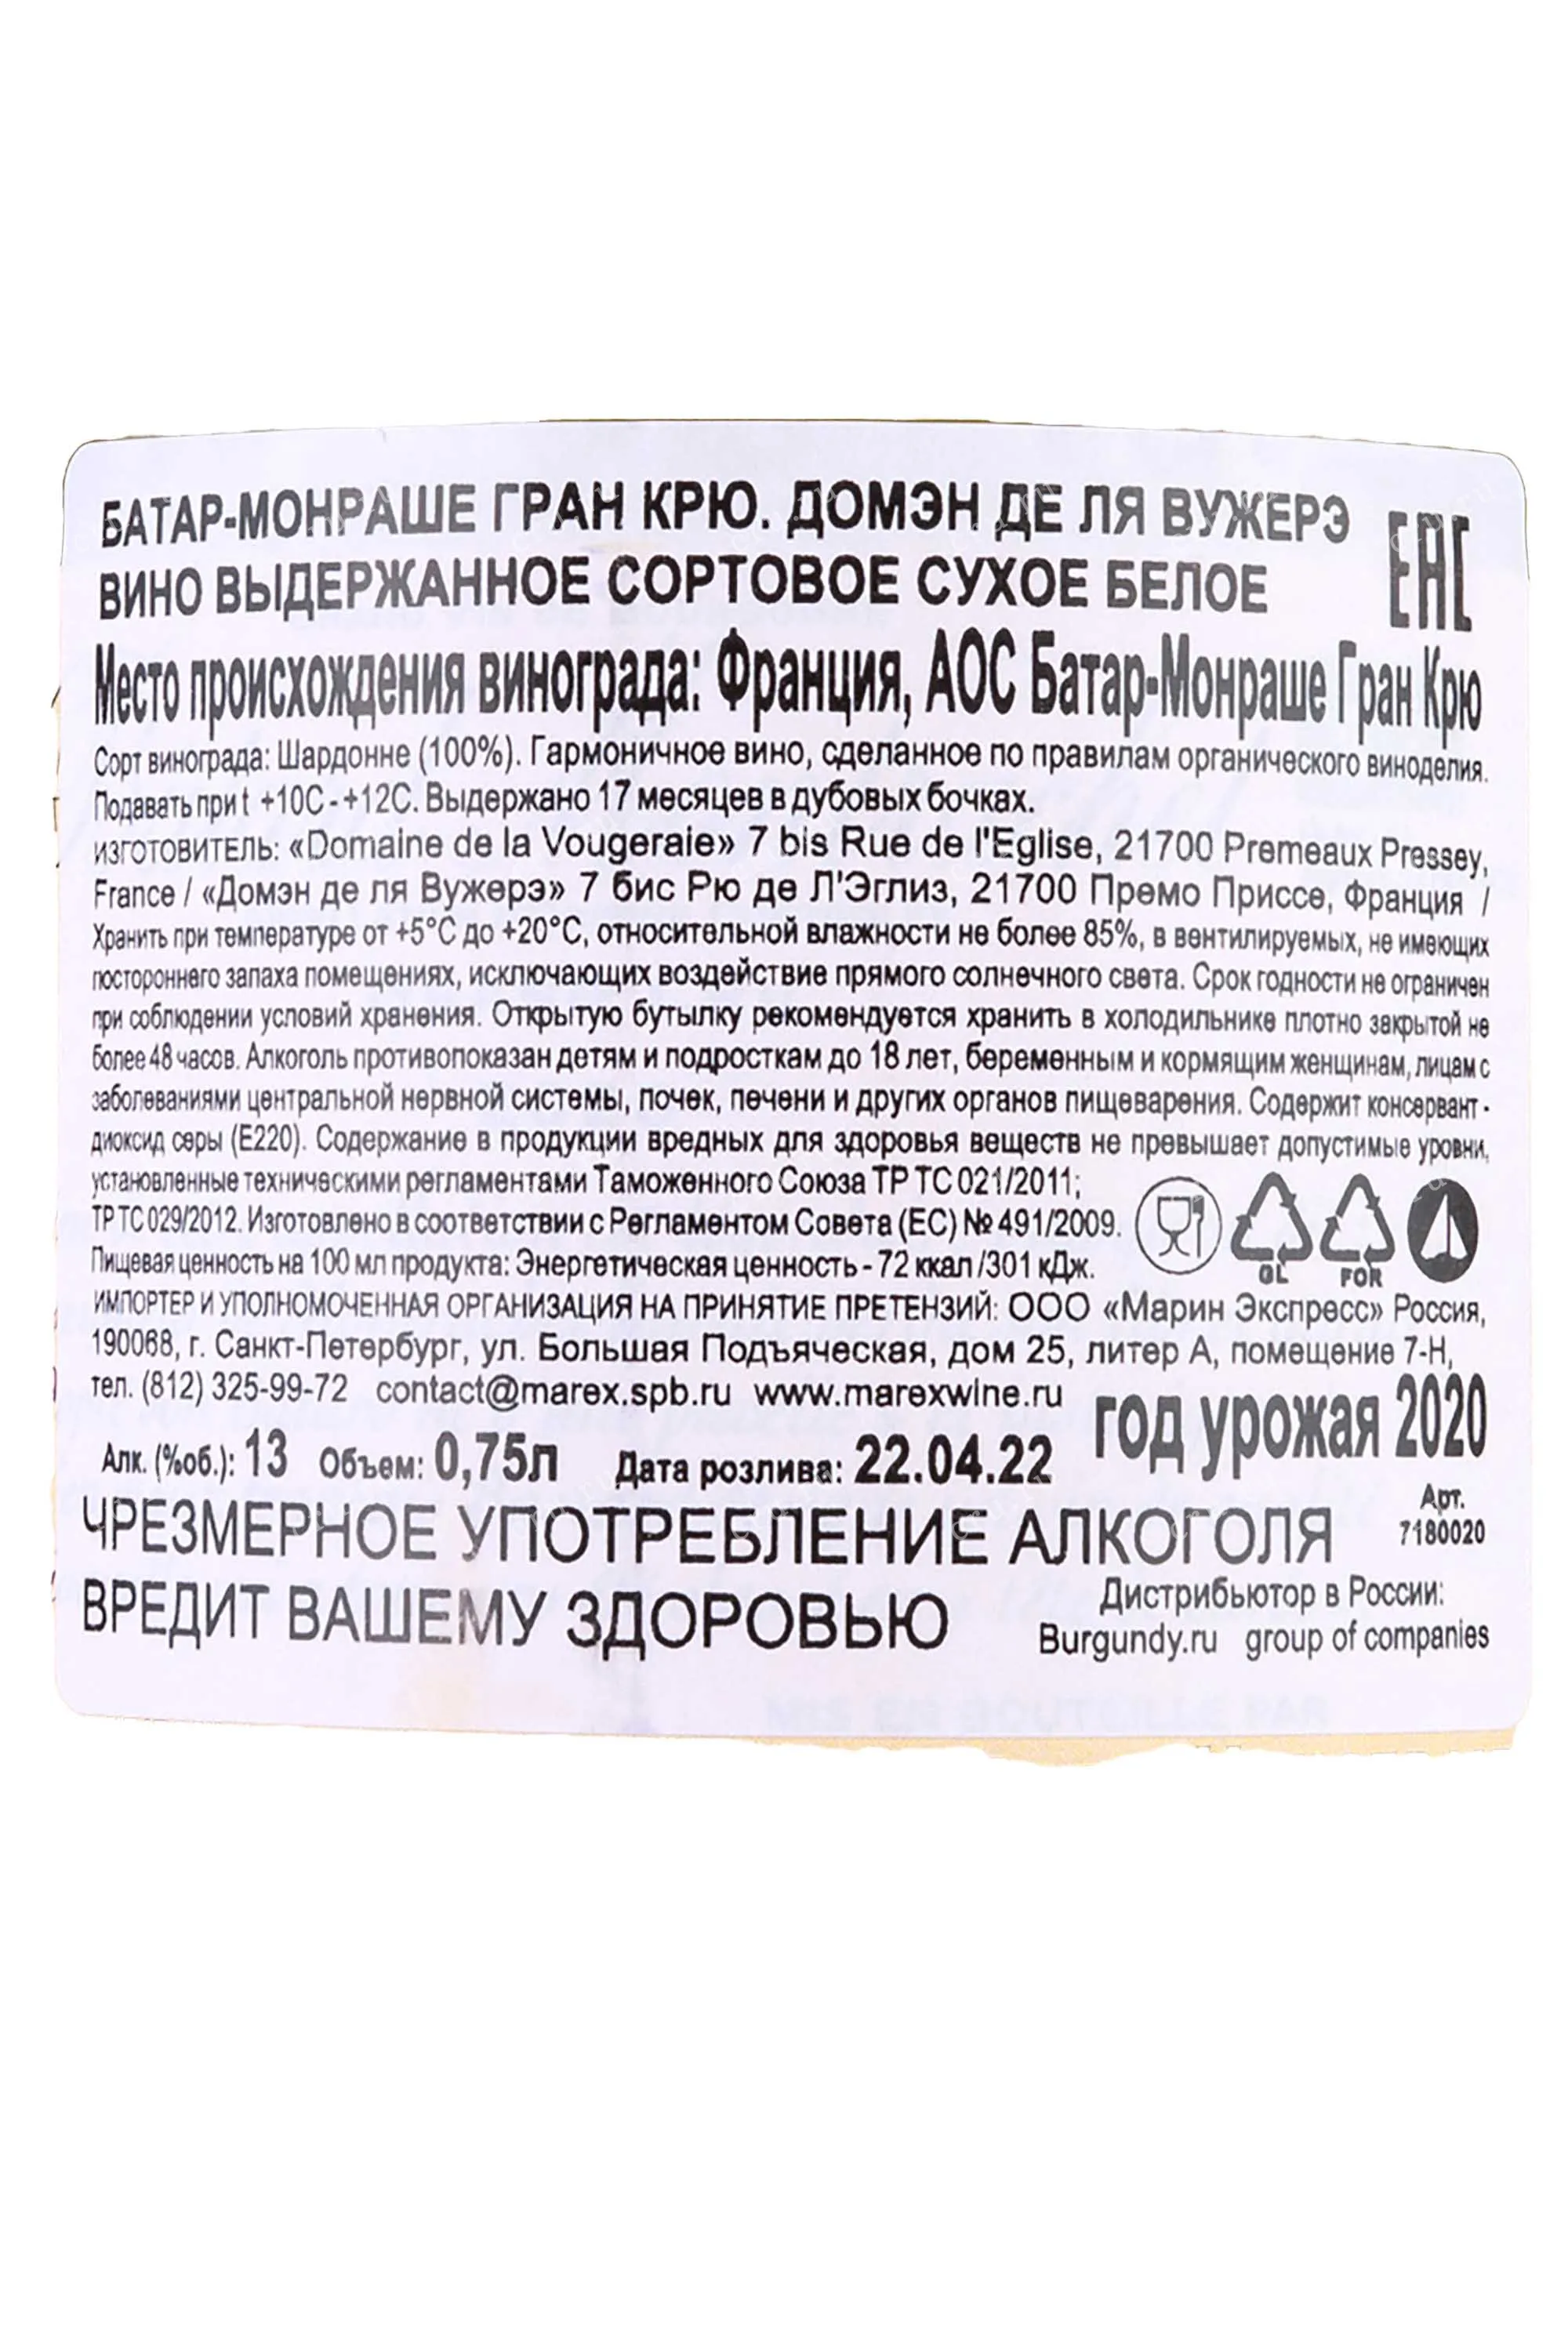 БАТАР-МОНРАШЕ ГРАН КРЮ. ДОМЭН ДЕ ЛЯ ВУЖЕРЭ
ВИНО ВЫДЕРЖАННОЕ СОРТОВОЕ СУХОЕ БЕЛОЕ
EAC
Место происхождения винограда: Франция, АОС Батар-Монраше Гран Крю
Сорт винограда: Шардонне (100%). Гармоничное вино, сделанное по правилам органического виноделия.
Подавать при t +10С - +12С. Выдержано 17 месяцев в дубовых бочках.
ИЗГОТОВИТЕЛЬ: «Domaine de la Vougeraie» 7 bis Rue de l'Eglise, 21700 Premeaux Pressey,
France / «Домэн де ля Вужерэ» 7 бис Рю де Л'Эглиз, 21700 Премо Приссе, Франция /
Хранить при температуре от +5°С до +20°С, относительной влажности не более 85%, в вентилируемых, не имеющих
постороннего запаха помещениях, исключающих воздействие прямого солнечного света. Срок годности не ограничен
при соблюдении условий хранения. Открытую бутылку рекомендуется хранить в холодильнике плотно закрытой не
более 48 часов. Алкоголь противопоказан детям и подросткам до 18 лет, беременным и кормящим женщинам, лицам с
заболеваниями центральной нервной системы, почек, печени и других органов пищеварения. Содержит консервант -
диоксид серы (Е220). Содержание в продукции вредных для здоровья веществ не превышает допустимые уровни,
установленные техническими регламентами Таможенного Союза ТР ТС 021/2011;
ТР ТС 029/2012. Изготовлено в соответствии с Регламентом Совета (ЕС) № 491/2009.
Пищевая ценность на 100 мл продукта: Энергетическая ценность - 72 ккал /301 кДж.
GL FOR
ИМПОРТЕР И УПОЛНОМОЧЕННАЯ ОРГАНИЗАЦИЯ НА ПРИНЯТИЕ ПРЕТЕНЗИЙ: ООО «Марин Экспресс» Россия,
190068, г. Санкт-Петербург, ул. Большая Подъяческая, дом 25, литер А, помещение 7-Н,
тел. (812) 325-99-72 contact@marex.spb.ru www.marexwine.ru
год урожая 2020
Алк. (%об.): 13 Объем: 0,75л Дата розлива: 22.04.22
Арт.
7180020
ЧРЕЗМЕРНОЕ УПОТРЕБЛЕНИЕ АЛКОГОЛЯ
ВРЕДИТ ВАШЕМУ ЗДОРОВЬЮ
Дистрибьютор в России:
Burgundy.ru group of companies
MIS EN BOUTEILLE PAR